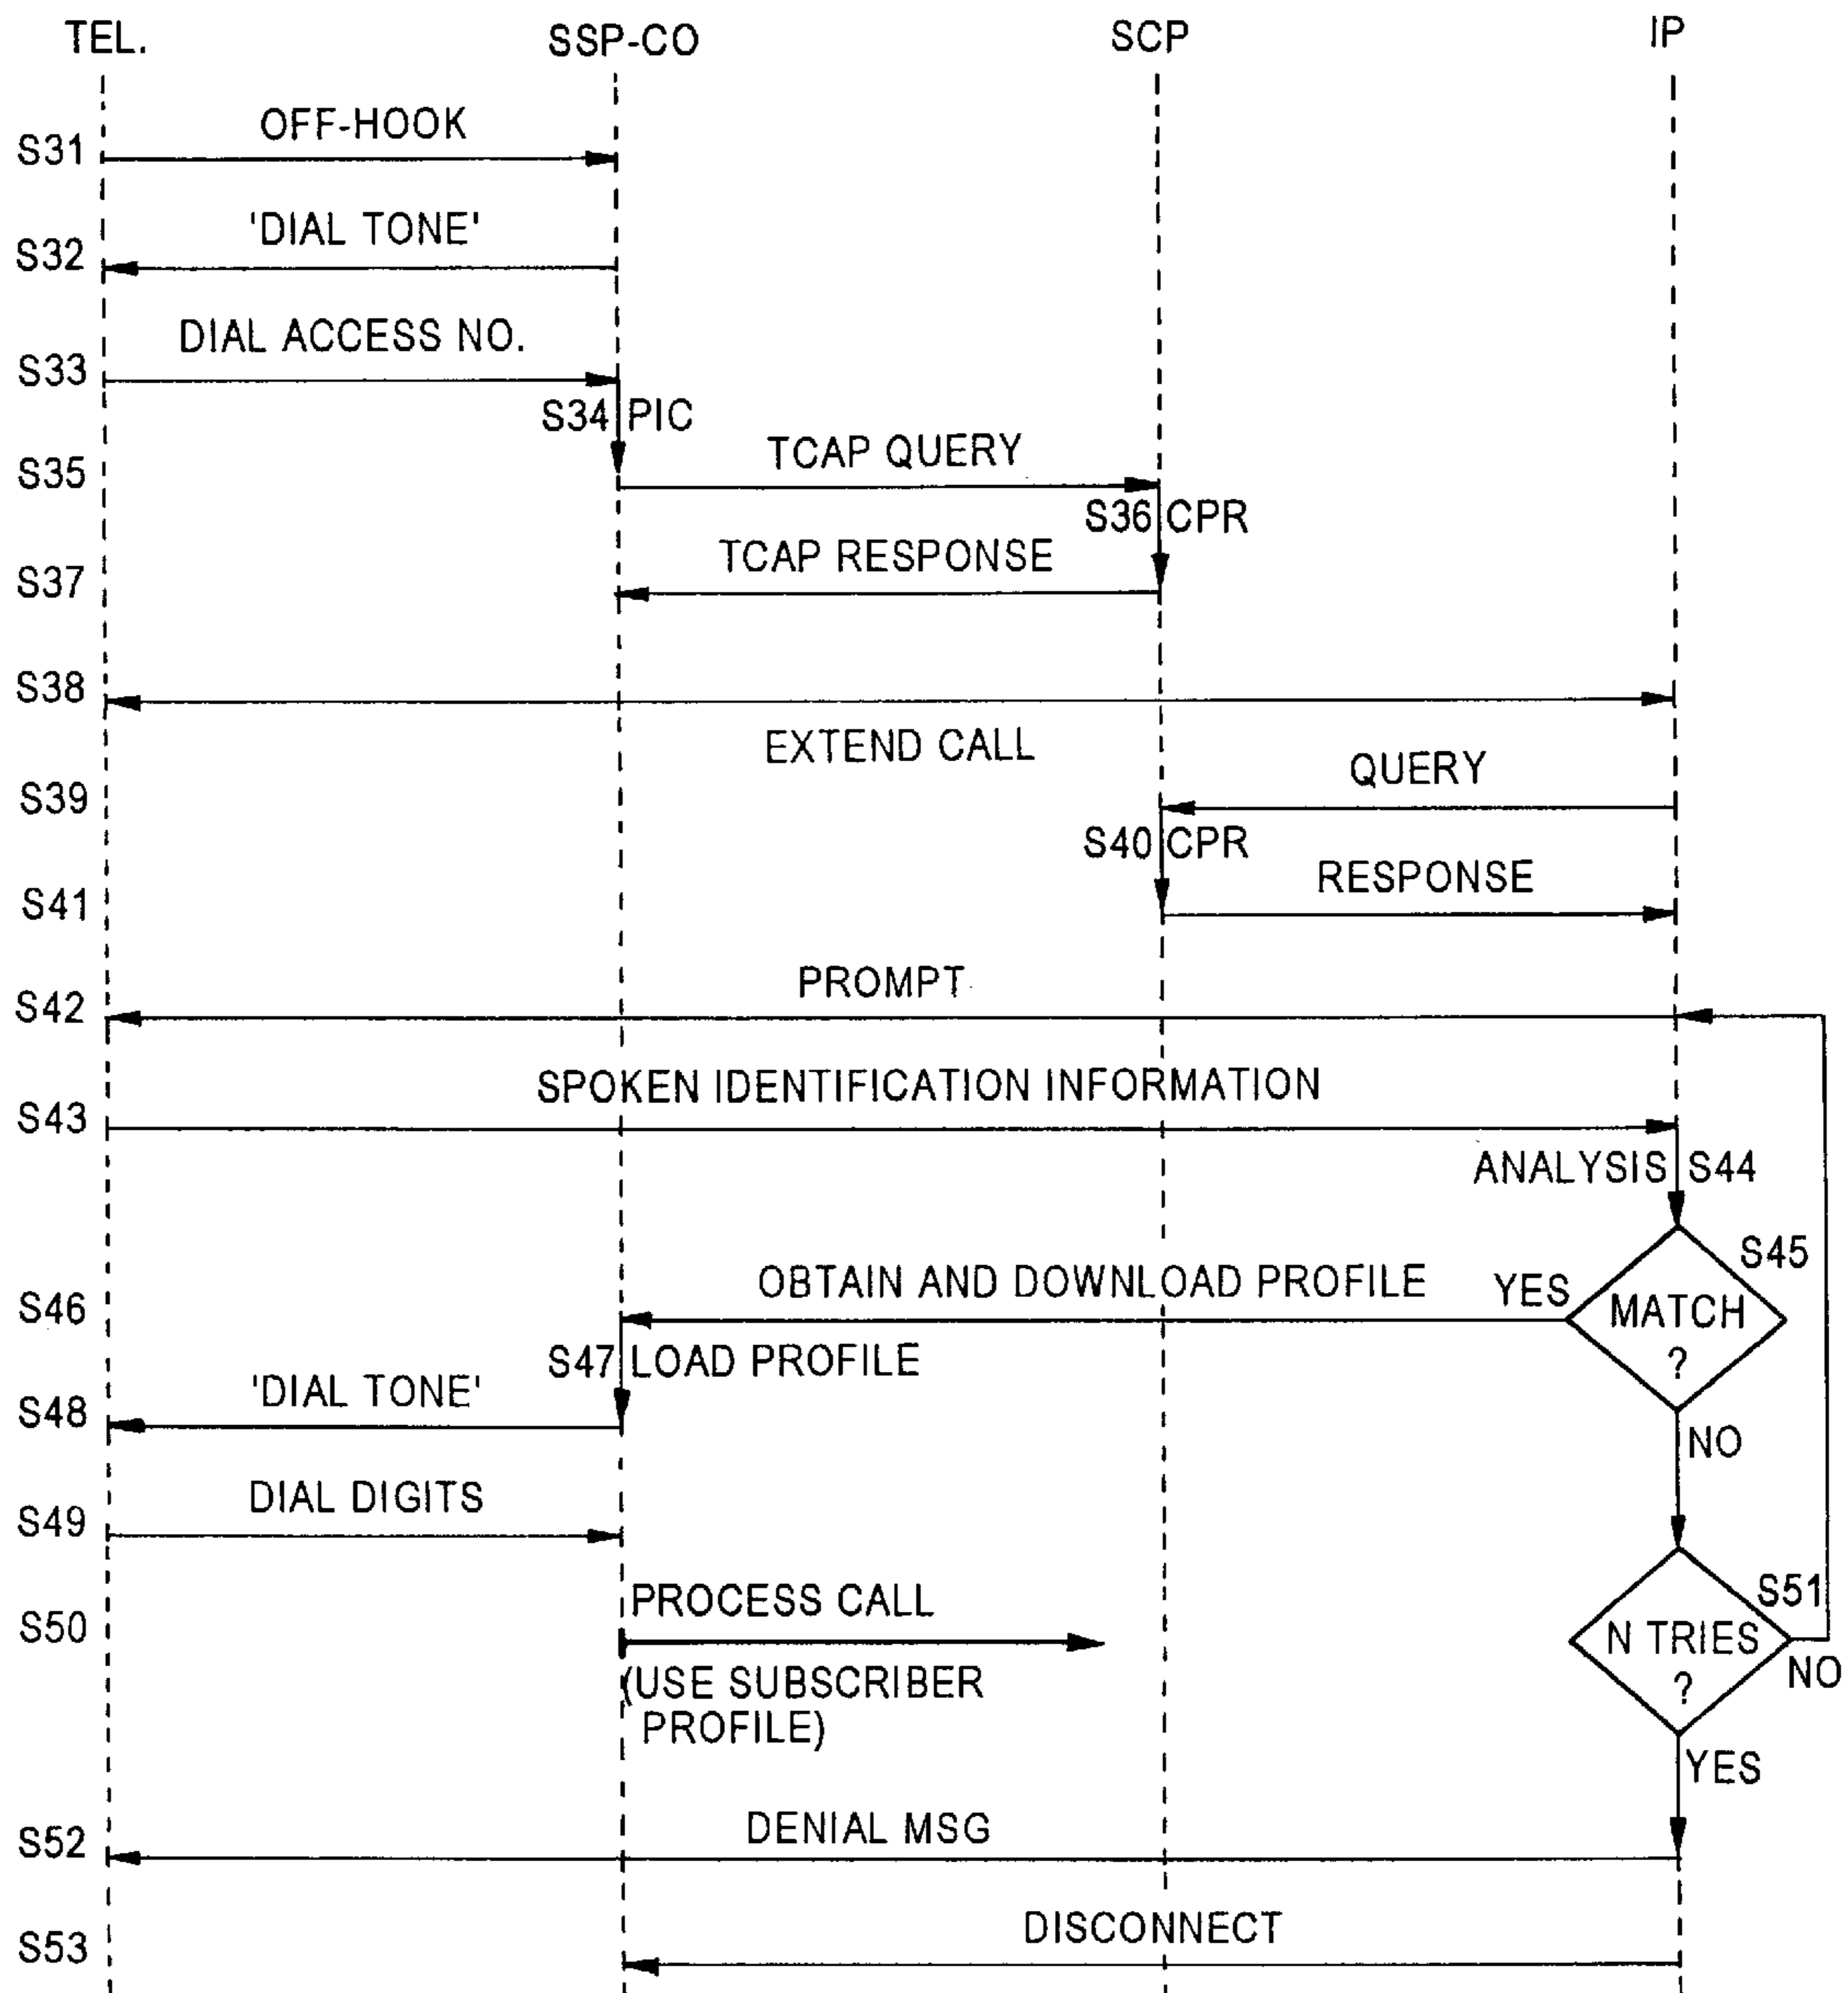 TEL. SSP-CO SCP IP
OFF-HOOK
S31
'DIAL TONE'
S32
DIAL ACCESS NO.
S33
S34 PIC
TCAP QUERY
S35
S36 CPR
TCAP RESPONSE
S37
S38
EXTEND CALL
QUERY
S39
S40 CPR
RESPONSE
S41
PROMPT
S42
SPOKEN IDENTIFICATION INFORMATION
S43
ANALYSIS S44
S45
OBTAIN AND DOWNLOAD PROFILE
YES
S46
MATCH
?
S47 LOAD PROFILE
'DIAL TONE'
S48
NO
DIAL DIGITS
S49
S51
PROCESS CALL
S50
N TRIES
?
NO
(USE SUBSCRIBER
PROFILE)
YES
DENIAL MSG
S52
DISCONNECT
S53